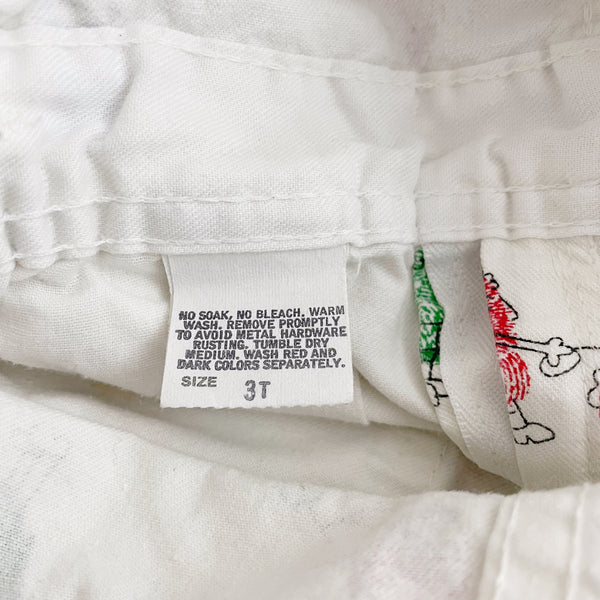 NO SOAK, NO BLEACH. WARM
WASH. REMOVE PROMPTLY
TO AVOID METAL HARDWARE
RUSTING. TUMBLE DRY
MEDIUM. WASH RED AND
DARK COLORS SEPARATELY.
SIZE 3T